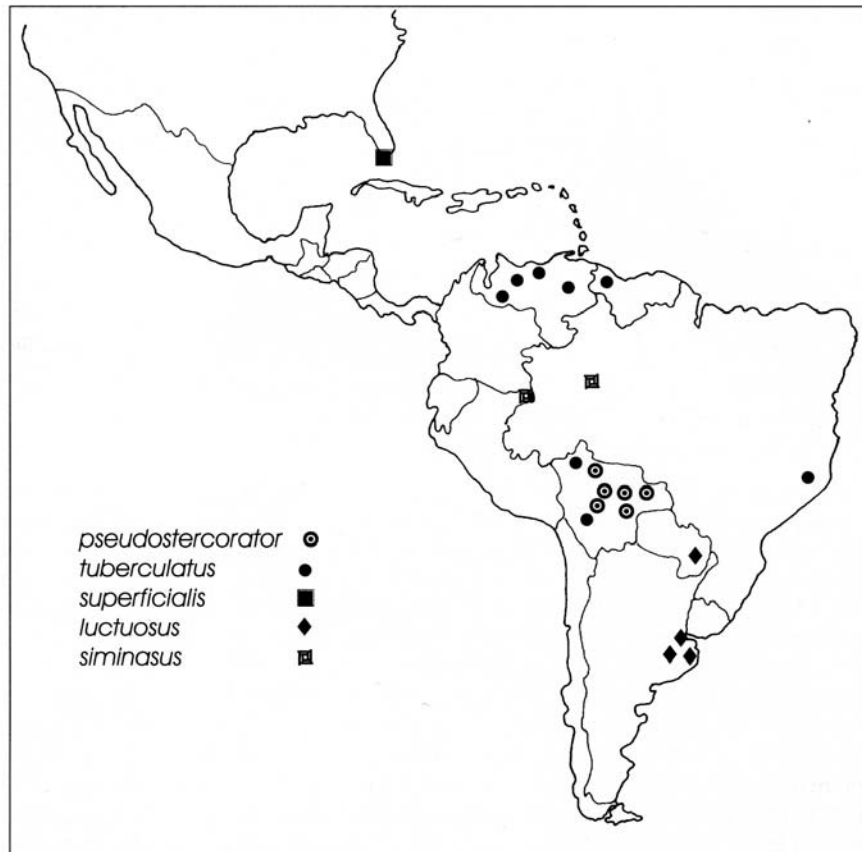 pseudostercorator
tuberculatus
superficialis
luctuosus
siminasus